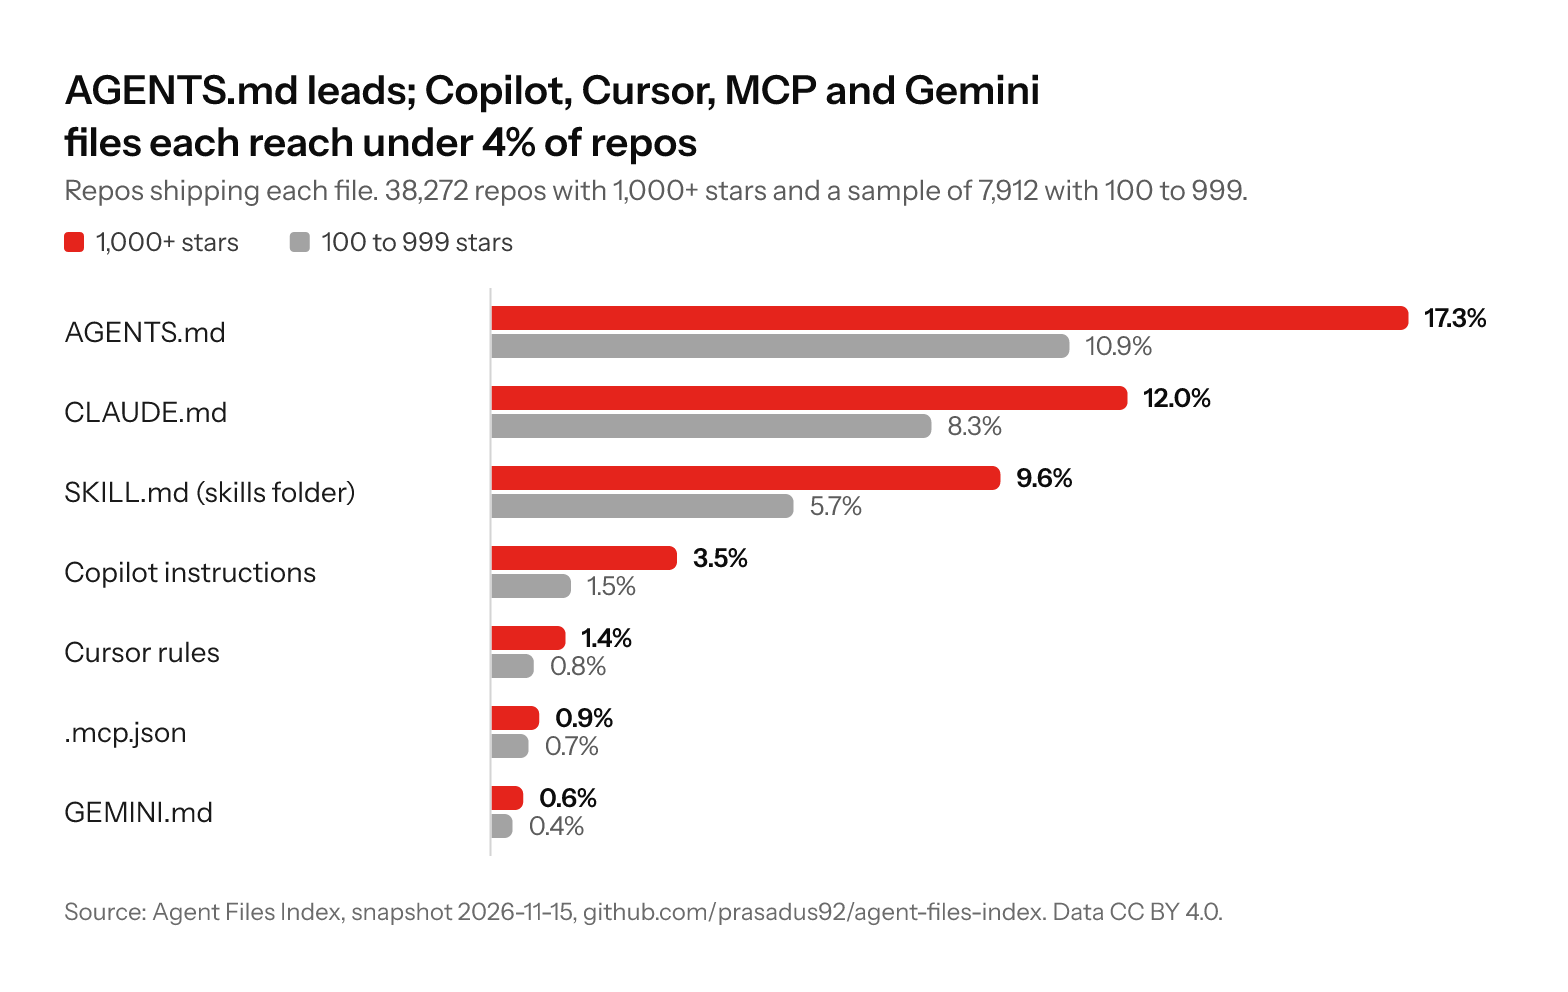 AGENTS.md leads; Copilot, Cursor, MCP and Gemini
files each reach under 4% of repos
Repos shipping each file. 38,272 repos with 1,000+ stars and a sample of 7,912 with 100 to 999.
1,000+ stars
100 to 999 stars
AGENTS.md
17.3%
10.9%
CLAUDE.md
12.0%
8.3%
SKILL.md (skills folder)
9.6%
5.7%
Copilot instructions
3.5%
1.5%
Cursor rules
1.4%
0.8%
.mcp.json
0.9%
0.7%
GEMINI.md
0.6%
0.4%
Source: Agent Files Index, snapshot 2026-11-15, github.com/prasadus92/agent-files-index. Data CC BY 4.0.